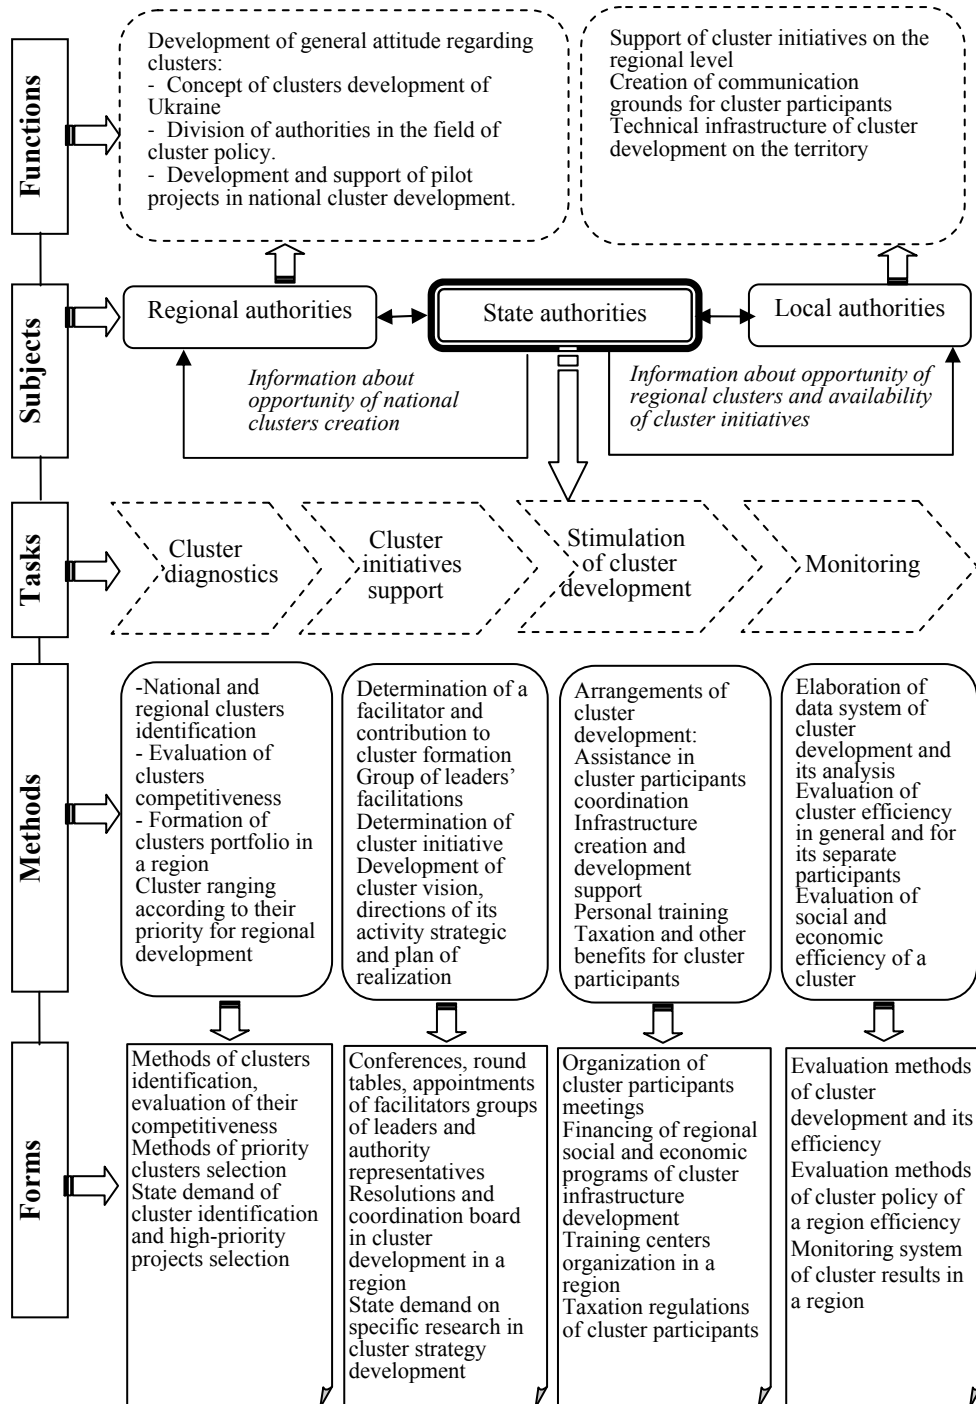 Functions
Development of general attitude regarding
clusters:
- Concept of clusters development of
Ukraine
- Division of authorities in the field of
cluster policy.
- Development and support of pilot
projects in national cluster development.
Support of cluster initiatives on the
regional level
Creation of communication
grounds for cluster participants
Technical infrastructure of cluster
development on the territory
Subjects
Regional authorities
State authorities
Local authorities
Information about
opportunity of national
clusters creation
Information about opportunity of
regional clusters and availability
of cluster initiatives
Tasks
Cluster
diagnostics
Cluster
initiatives
support
Stimulation
of cluster
development
Monitoring
Methods
-National and
regional clusters
identification
- Evaluation of
clusters
competitiveness
- Formation of
clusters portfolio in
a region
Cluster ranging
according to their
priority for regional
development
Determination of a
facilitator and
contribution to
cluster formation
Group of leaders’
facilitations
Determination of
cluster initiative
Development of
cluster vision,
directions of its
activity strategic
and plan of
realization
Arrangements of
cluster
development:
Assistance in
cluster participants
coordination
Infrastructure
creation and
development
support
Personal training
Taxation and other
benefits for cluster
participants
Elaboration of
data system of
cluster
development and
its analysis
Evaluation of
cluster efficiency
in general and for
its separate
participants
Evaluation of
social and
economic
efficiency of a
cluster
Forms
Methods of clusters
identification,
evaluation of their
competitiveness
Methods of priority
clusters selection
State demand of
cluster identification
and high-priority
projects selection
Conferences, round
tables, appointments
of facilitators groups
of leaders and
authority
representatives
Resolutions and
coordination board
in cluster
development in a
region
State demand on
specific research in
cluster strategy
development
Organization of
cluster participants
meetings
Financing of regional
social and economic
programs of cluster
infrastructure
development
Training centers
organization in a
region
Taxation regulations
of cluster participants
Evaluation methods
of cluster
development and its
efficiency
Evaluation methods
of cluster policy of
a region efficiency
Monitoring system
of cluster results in
a region